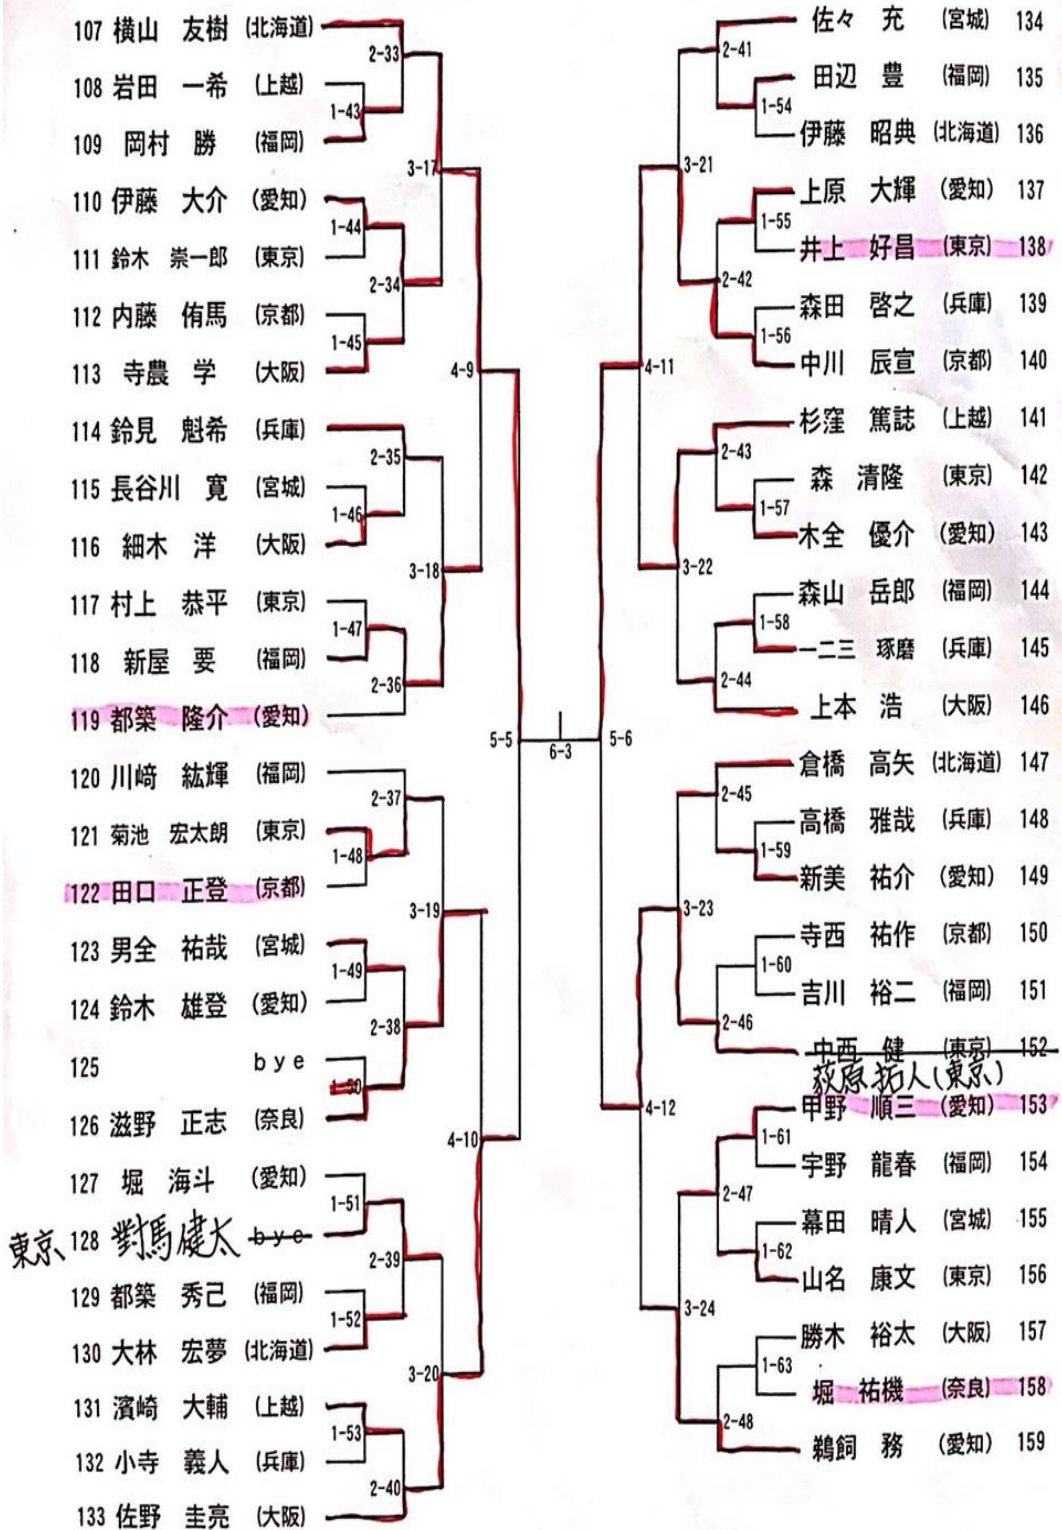 107 横山 友樹 (北海道)
2-33
108 岩田 一希 (上越)
1-43
109 岡村 勝 (福岡)
3-17
110 伊藤 大介 (愛知)
1-44
111 鈴木 崇一郎 (東京)
2-34
112 内藤 侑馬 (京都)
1-45
113 寺農 学 (大阪)
4-9
114 鈴見 魁希 (兵庫)
2-35
115 長谷川 寛 (宮城)
1-46
116 細木 洋 (大阪)
3-18
117 村上 恭平 (東京)
1-47
118 新屋 要 (福岡)
2-36
119 都築 隆介 (愛知)
5-5
120 川﨑 紘輝 (福岡)
2-37
121 菊池 宏太朗 (東京)
1-48
122 田口 正登 (京都)
3-19
123 男全 祐哉 (宮城)
1-49
124 鈴木 雄登 (愛知)
2-38
125 bye
1-50
126 滋野 正志 (奈良)
4-10
127 堀 海斗 (愛知)
1-51
東京 128 對馬健太 bye
2-39
129 都築 秀己 (福岡)
1-52
130 大林 宏夢 (北海道)
3-20
131 濱崎 大輔 (上越)
1-53
132 小寺 義人 (兵庫)
2-40
133 佐野 圭亮 (大阪)
6-3
佐々 充 (宮城) 134
2-41
田辺 豊 (福岡) 135
1-54
伊藤 昭典 (北海道) 136
3-21
上原 大輝 (愛知) 137
1-55
井上 好昌 (東京) 138
2-42
森田 啓之 (兵庫) 139
1-56
中川 辰宣 (京都) 140
4-11
杉窪 篤誌 (上越) 141
2-43
森 清隆 (東京) 142
1-57
木全 優介 (愛知) 143
3-22
森山 岳郎 (福岡) 144
1-58
一二三 琢磨 (兵庫) 145
2-44
上本 浩 (大阪) 146
5-6
倉橋 高矢 (北海道) 147
2-45
高橋 雅哉 (兵庫) 148
1-59
新美 祐介 (愛知) 149
3-23
寺西 祐作 (京都) 150
1-60
吉川 裕二 (福岡) 151
2-46
中西 健 (東京) 152
荻原拓人(東京)
4-12
甲野 順三 (愛知) 153
1-61
宇野 龍春 (福岡) 154
2-47
幕田 晴人 (宮城) 155
1-62
山名 康文 (東京) 156
3-24
勝木 裕太 (大阪) 157
1-63
堀 祐機 (奈良) 158
2-48
鵜飼 務 (愛知) 159